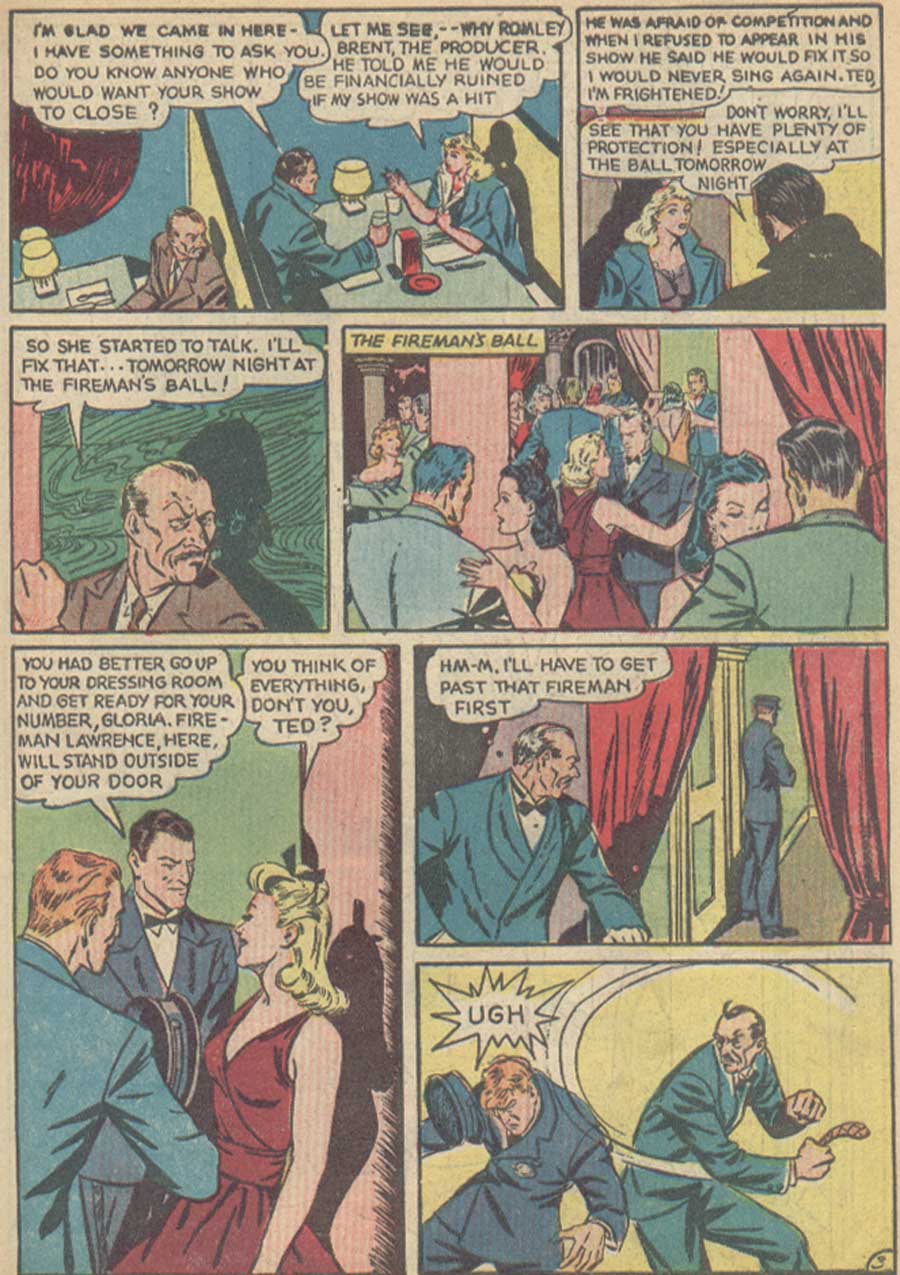 I'M GLAD WE CAME IN HERE-
I HAVE SOMETHING TO ASK YOU.
DO YOU KNOW ANYONE WHO
WOULD WANT YOUR SHOW
TO CLOSE?
LET ME SEE,--WHY ROMLEY
BRENT, THE PRODUCER.
HE TOLD ME HE WOULD
BE FINANCIALLY RUINED
IF MY SHOW WAS A HIT
HE WAS AFRAID OF COMPETITION AND
WHEN I REFUSED TO APPEAR IN HIS
SHOW HE SAID HE WOULD FIX IT SO
I WOULD NEVER SING AGAIN. TED,
I'M FRIGHTENED!
DON'T WORRY, I'LL
SEE THAT YOU HAVE PLENTY OF
PROTECTION! ESPECIALLY AT
THE BALL TOMORROW
NIGHT
SO SHE STARTED TO TALK. I'LL
FIX THAT... TOMORROW NIGHT AT
THE FIREMAN'S BALL!
THE FIREMAN'S BALL
YOU HAD BETTER GO UP
TO YOUR DRESSING ROOM
AND GET READY FOR YOUR
NUMBER, GLORIA. FIRE-
MAN LAWRENCE, HERE,
WILL STAND OUTSIDE
OF YOUR DOOR
YOU THINK OF
EVERYTHING,
DON'T YOU,
TED?
HM-M. I'LL HAVE TO GET
PAST THAT FIREMAN
FIRST
UGH
3